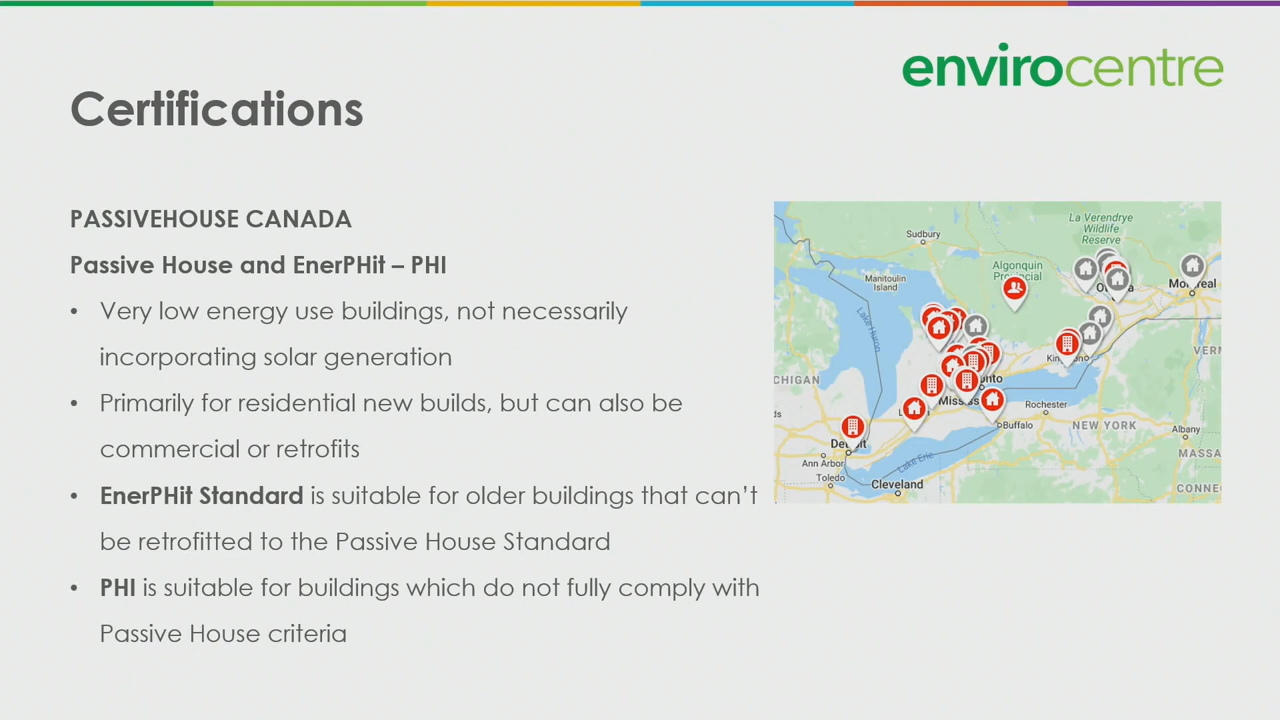 envirocentre
Certifications
PASSIVEHOUSE CANADA
Passive House and EnerPHit – PHI
• Very low energy use buildings, not necessarily
incorporating solar generation
• Primarily for residential new builds, but can also be
commercial or retrofits
• EnerPHit Standard is suitable for older buildings that can't
be retrofitted to the Passive House Standard
• PHI is suitable for buildings which do not fully comply with
Passive House criteria
La Verendrye
Wildlife
Reserve
Sudbury
Algonquin
Manitoulin
Island
Lake Huron
Rochester
Buffalo
NEW YORK
Albany
Ann Arbor
Toledo
Lake Erie
Cleveland